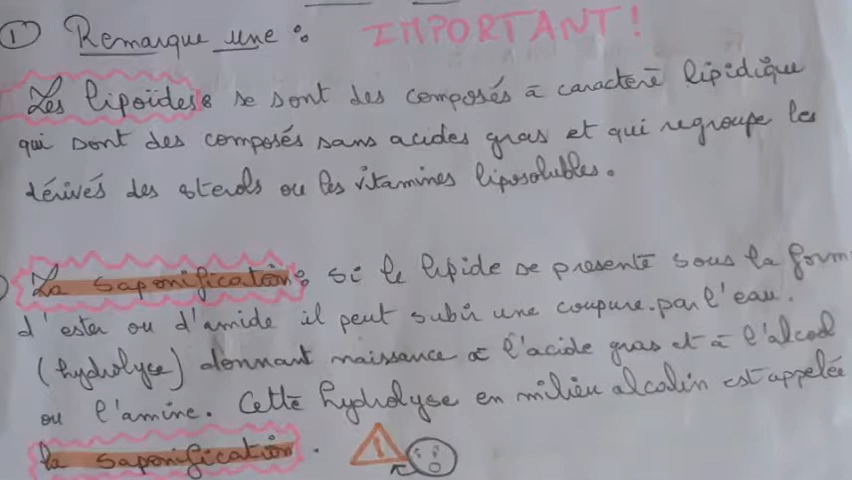 ① Remarque une : IMPORTANT !
Les lipoïdes : se sont des composés à caractère lipidique
qui sont des composés sans acides gras et qui regroupe les
dérivés des sterols ou les vitamines liposolubles.
La saponification : si le lipide se presente sous la form
d'ester ou d'amide il peut subir une coupure par l'eau.
(hydrolyse) donnant naissance à l'acide gras et à l'alcool
ou l'amine. Cette hydrolyse en milieu alcalin est appelée
la saponification.